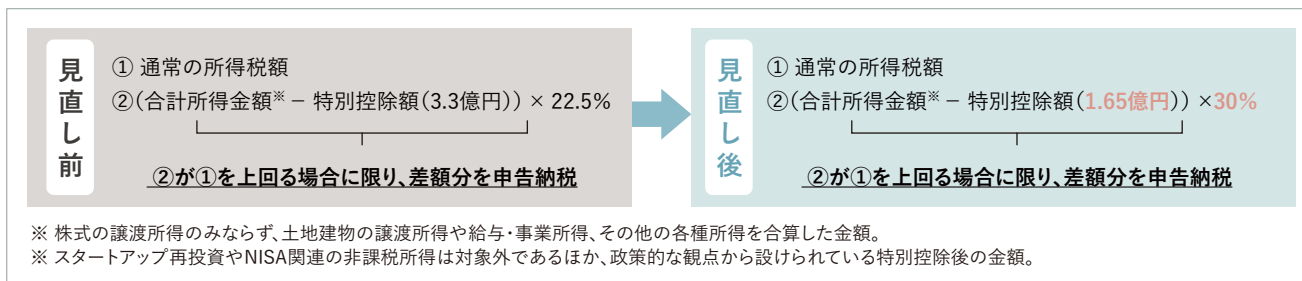 見直し前
① 通常の所得税額
②(合計所得金額※ − 特別控除額(3.3億円)) × 22.5%
②が①を上回る場合に限り、差額分を申告納税
見直し後
① 通常の所得税額
②(合計所得金額※ − 特別控除額(1.65億円)) ×30%
②が①を上回る場合に限り、差額分を申告納税
※ 株式の譲渡所得のみならず、土地建物の譲渡所得や給与・事業所得、その他の各種所得を合算した金額。
※ スタートアップ再投資やNISA関連の非課税所得は対象外であるほか、政策的な観点から設けられている特別控除後の金額。